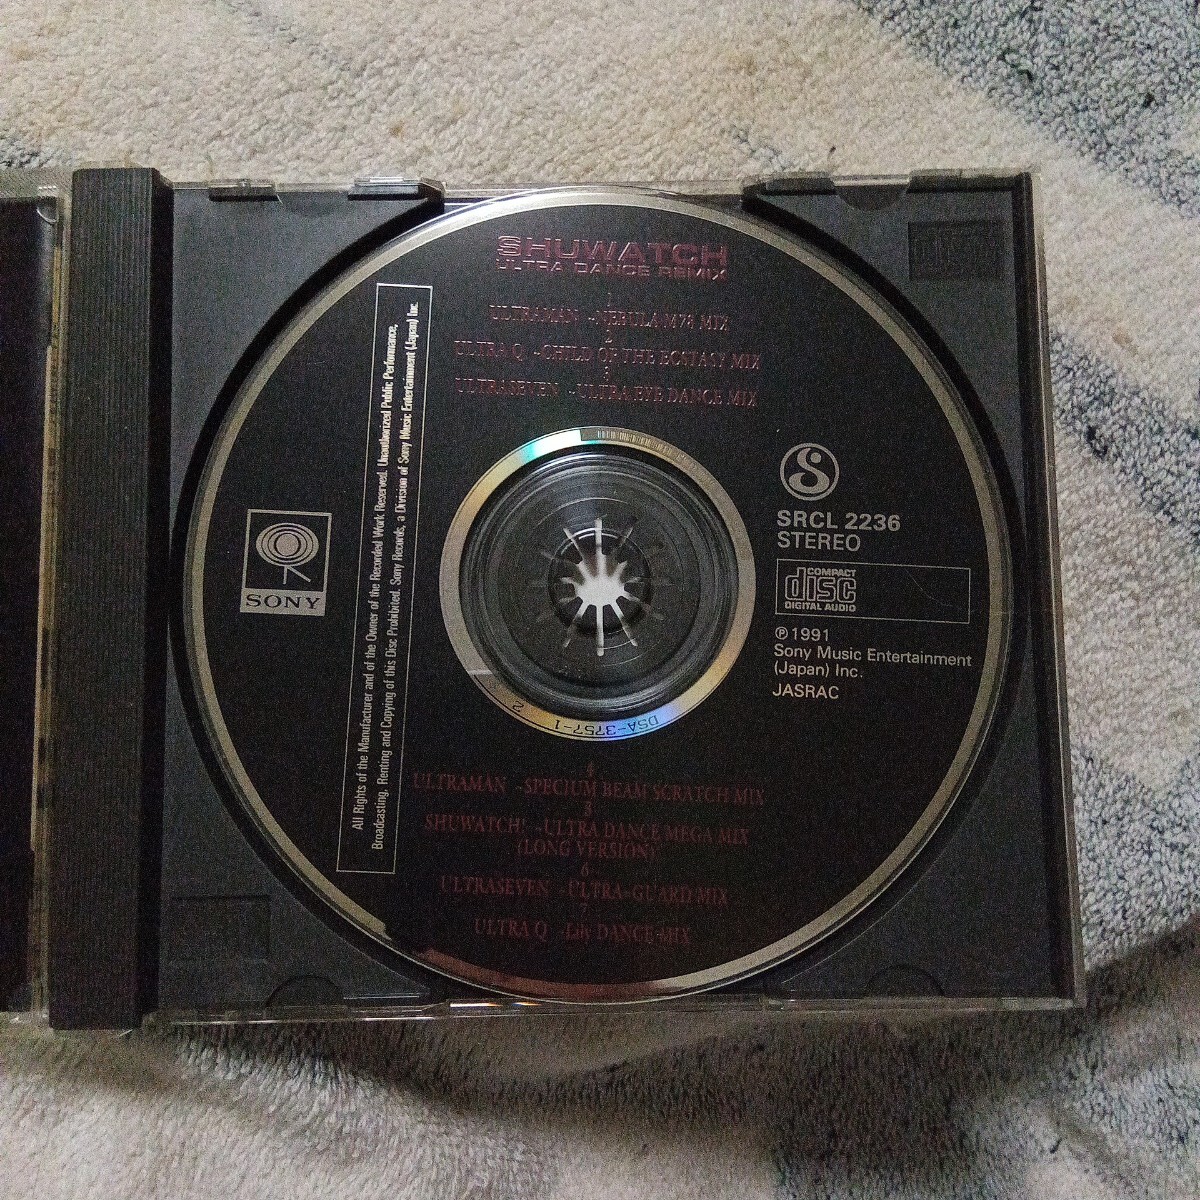 SHUWATCH
ULTRA DANCE REMIX
1
ULTRAMAN ~NEBULA M78 MIX
2
ULTRA Q ~CHILD OF THE ECSTASY MIX
3
ULTRASEVEN ~ULTRA EYE DANCE MIX
All Rights of the Manufacturer and of the Owner of the Recorded Work Reserved. Unauthorized Public Performance,
Broadcasting, Renting and Copying of this Disc Prohibited. Sony Records, a Division of Sony Music Entertainment (Japan) Inc.
SONY
SRCL 2236
STEREO
COMPACT
disc
DIGITAL AUDIO
℗ 1991
Sony Music Entertainment
(Japan) Inc.
JASRAC
DSA-3757-1 2
4
ULTRAMAN ~SPECIUM BEAM SCRATCH MIX
5
SHUWATCH! ~ULTRA DANCE MEGA MIX
(LONG VERSION)
6
ULTRASEVEN ~ULTRA-GUARD MIX
7
ULTRA Q ~Lily DANCE MIX